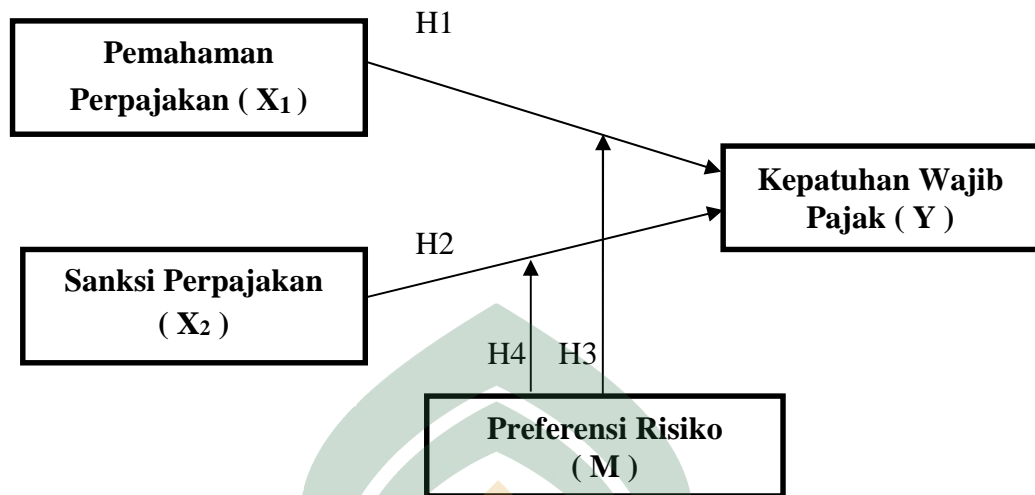 H1
Pemahaman
Perpajakan ( X1 )
Kepatuhan Wajib
Pajak ( Y )
H2
Sanksi Perpajakan
( X2 )
H4 H3
Preferensi Risiko
( M )